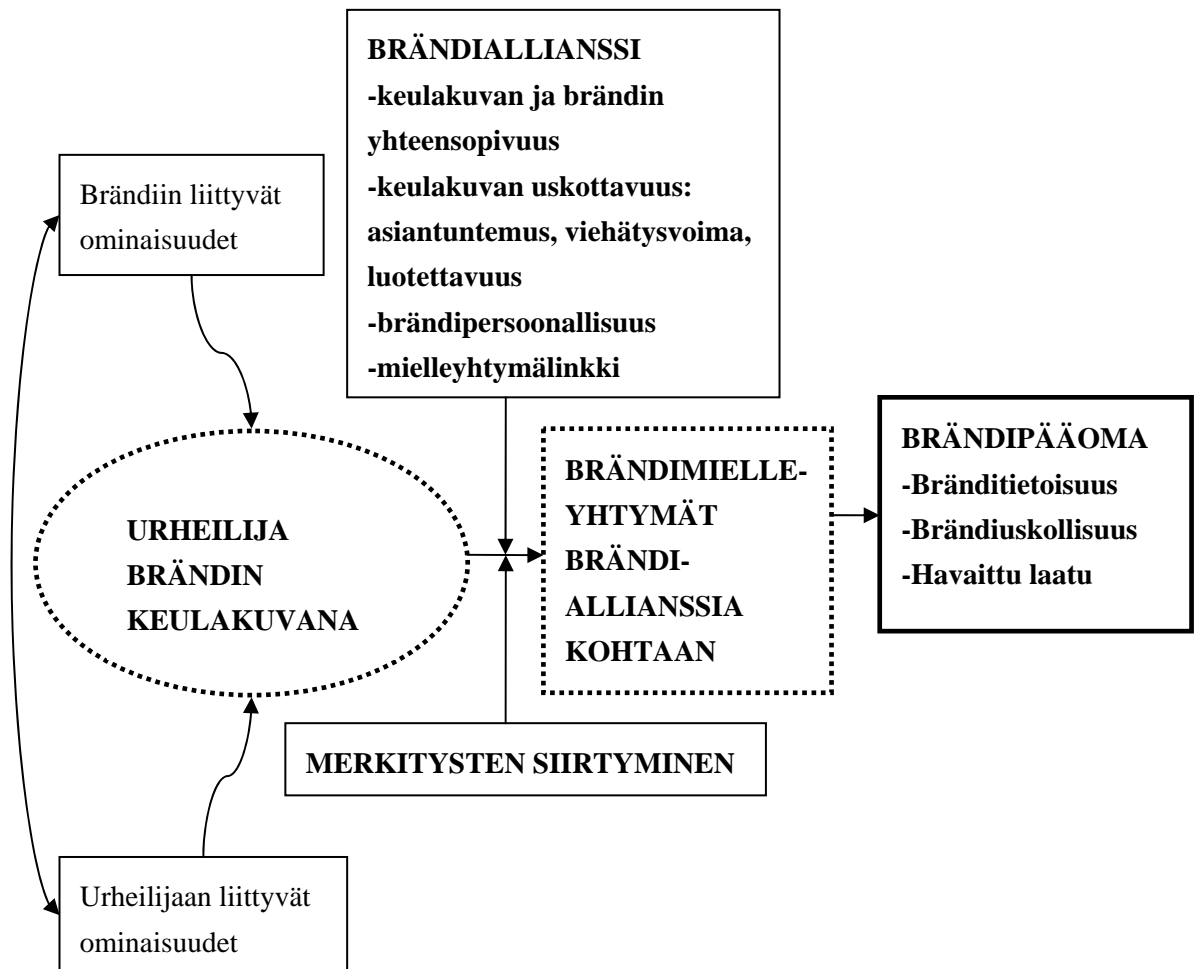 BRÄNDIALLIANSSI
-keulakuvan ja brändin
yhteensopivuus
-keulakuvan uskottavuus:
asiantuntemus, viehätysvoima,
luotettavuus
-brändipersoonallisuus
-mielleyhtymälinkki
Brändiin liittyvät
ominaisuudet
URHEILIJA
BRÄNDIN
KEULAKUVANA
BRÄNDIMIELLE-
YHTYMÄT
BRÄNDI-
ALLIANSSIA
KOHTAAN
BRÄNDIPÄÄOMA
-Bränditietoisuus
-Brändiuskollisuus
-Havaittu laatu
MERKITYSTEN SIIRTYMINEN
Urheilijaan liittyvät
ominaisuudet